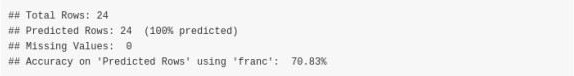 ## Total Rows: 24
## Predicted Rows: 24  (100% predicted)
## Missing Values:  0
## Accuracy on 'Predicted Rows' using 'franc':  70.83%